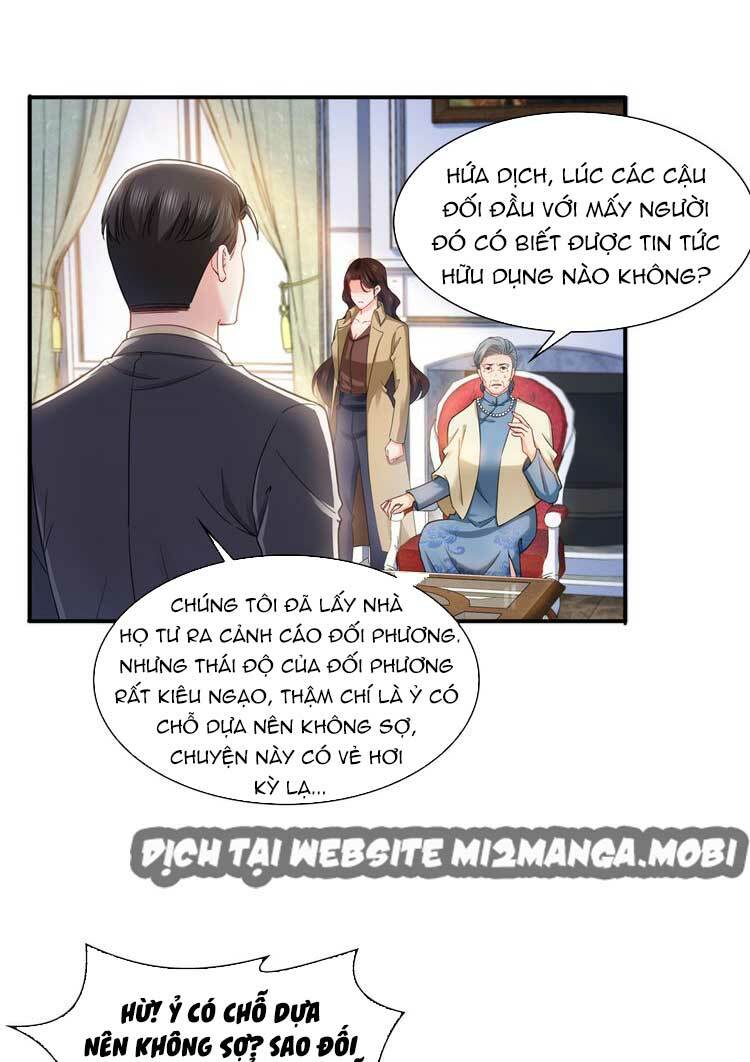 HỨA DỊCH, LÚC CÁC CẬU
ĐỐI ĐẦU VỚI MẤY NGƯỜI
ĐÓ CÓ BIẾT ĐƯỢC TIN TỨC
HỮU DỤNG NÀO KHÔNG?
CHÚNG TÔI ĐÃ LẤY NHÀ
HỌ TƯ RA CẢNH CÁO ĐỐI PHƯƠNG.
NHƯNG THÁI ĐỘ CỦA ĐỐI PHƯƠNG
RẤT KIÊU NGẠO, THẬM CHÍ LÀ Ỷ CÓ
CHỖ DỰA NÊN KHÔNG SỢ,
CHUYỆN NÀY CÓ VẺ HƠI
KỲ LẠ...
DỊCH TẠI WEBSITE MI2MANGA.MOBI
HỪ! Ỷ CÓ CHỖ DỰA
NÊN KHÔNG SỢ? SAO ĐỐI